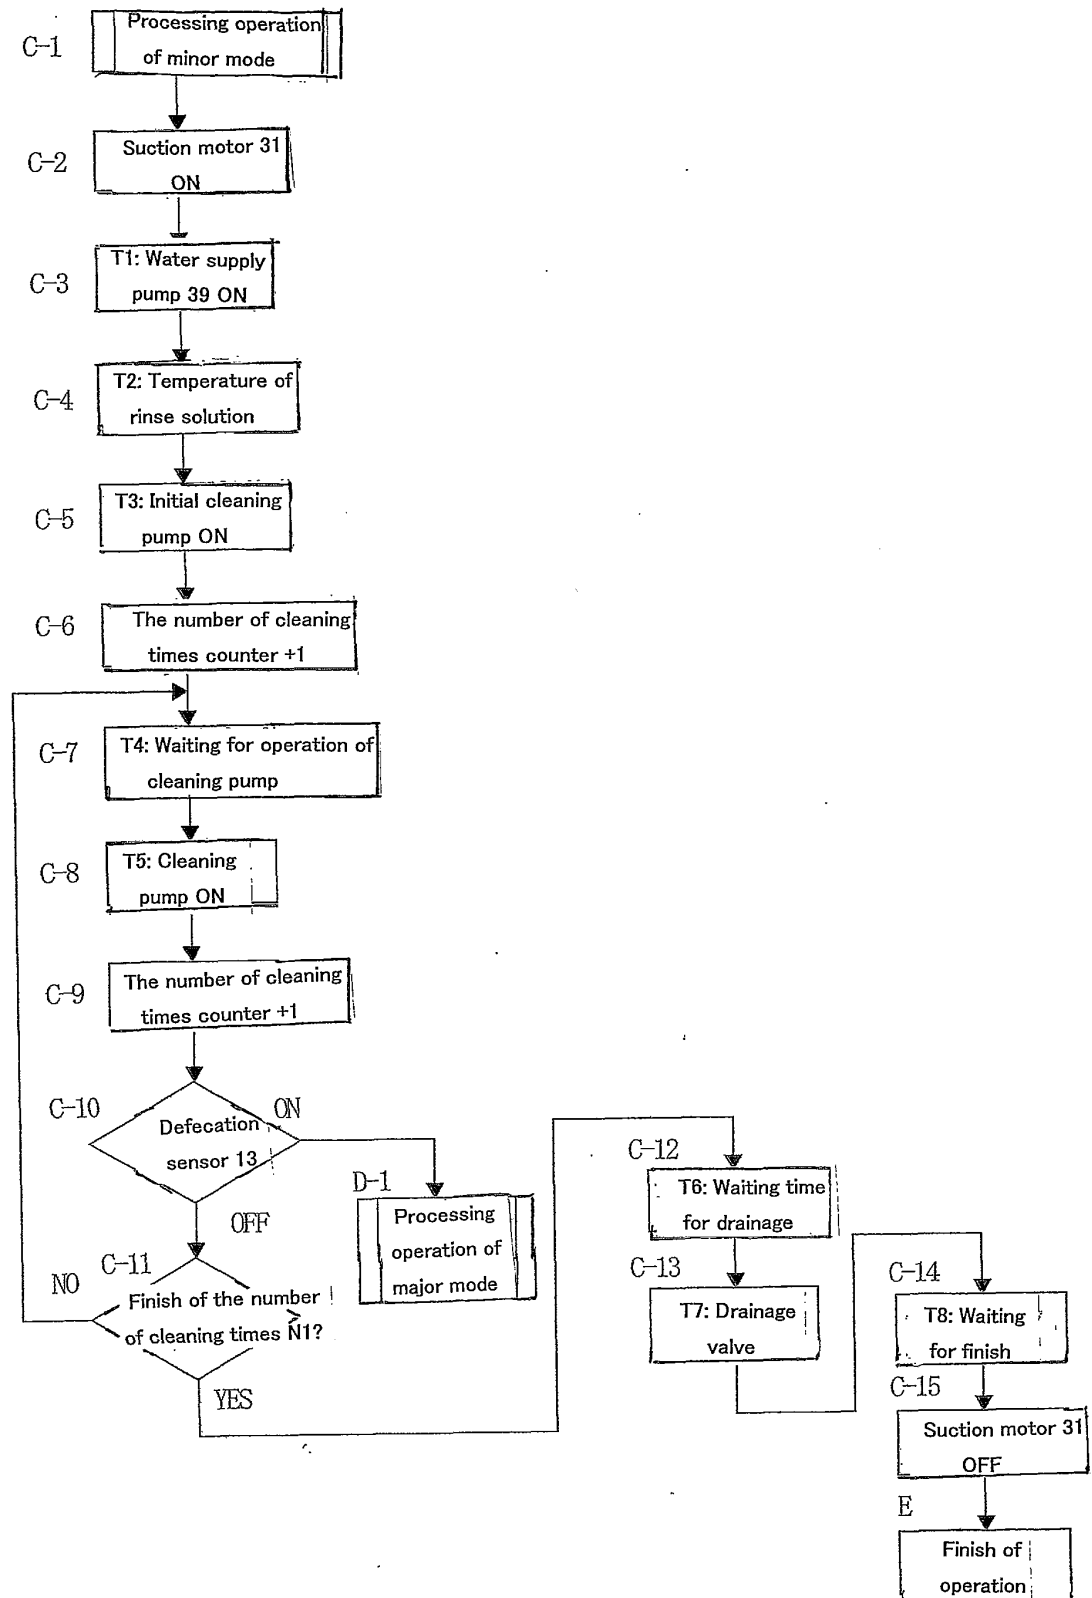 C-1
Processing operation
of minor mode
C-2
Suction motor 31
ON
C-3
T1: Water supply
pump 39 ON
C-4
T2: Temperature of
rinse solution
C-5
T3: Initial cleaning
pump ON
C-6
The number of cleaning
times counter +1
C-7
T4: Waiting for operation of
cleaning pump
C-8
T5: Cleaning
pump ON
C-9
The number of cleaning
times counter +1
C-10
Defecation
sensor 13
ON
OFF
D-1
Processing
operation of
major mode
C-11
Finish of the number
of cleaning times N1?
NO
YES
C-12
T6: Waiting time
for drainage
C-13
T7: Drainage
valve
C-14
T8: Waiting
for finish
C-15
Suction motor 31
OFF
E
Finish of
operation